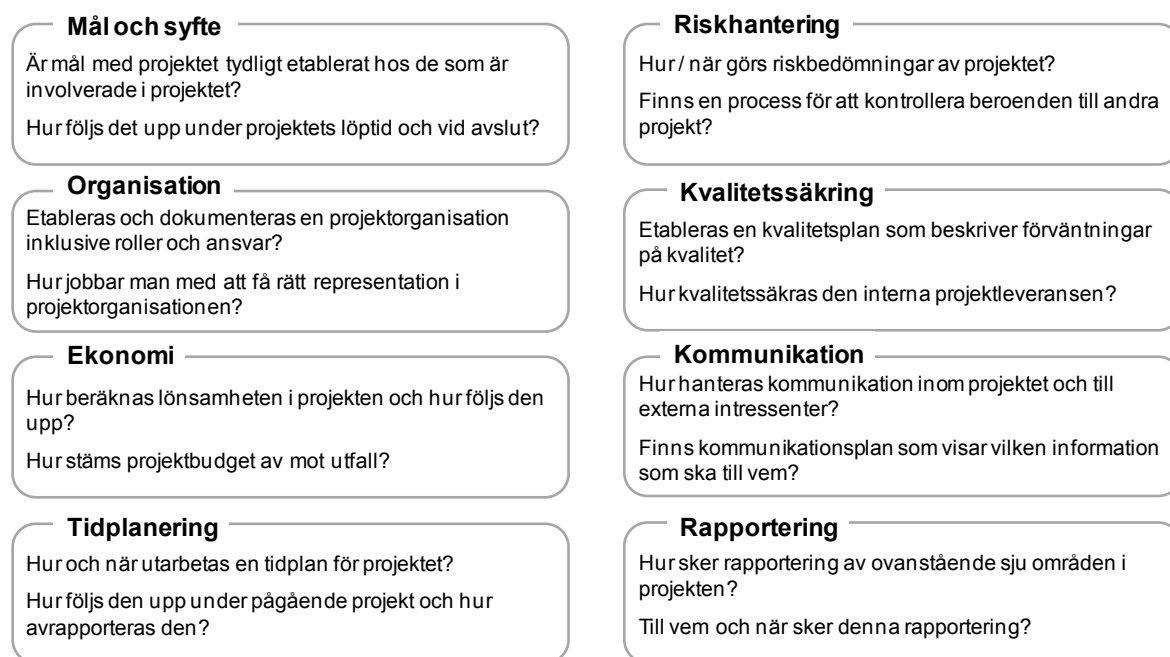 Mål och syfte
Är mål med projektet tydligt etablerat hos de som är
involverade i projektet?
Hur följs det upp under projektets löptid och vid avslut?
Organisation
Etableras och dokumenteras en projektorganisation
inklusive roller och ansvar?
Hur jobbar man med att få rätt representation i
projektorganisationen?
Ekonomi
Hur beräknas lönsamheten i projekten och hur följs den
upp?
Hur stäms projektbudget av mot utfall?
Tidplanering
Hur och när utarbetas en tidplan för projektet?
Hur följs den upp under pågående projekt och hur
avrapporteras den?
Riskhantering
Hur / när görs riskbedömningar av projektet?
Finns en process för att kontrollera beroenden till andra
projekt?
Kvalitetssäkring
Etableras en kvalitetsplan som beskriver förväntningar
på kvalitet?
Hur kvalitetssäkras den interna projektleveransen?
Kommunikation
Hur hanteras kommunikation inom projektet och till
externa intressenter?
Finns kommunikationsplan som visar vilken information
som ska till vem?
Rapportering
Hur sker rapportering av ovanstående sju områden i
projekten?
Till vem och när sker denna rapportering?